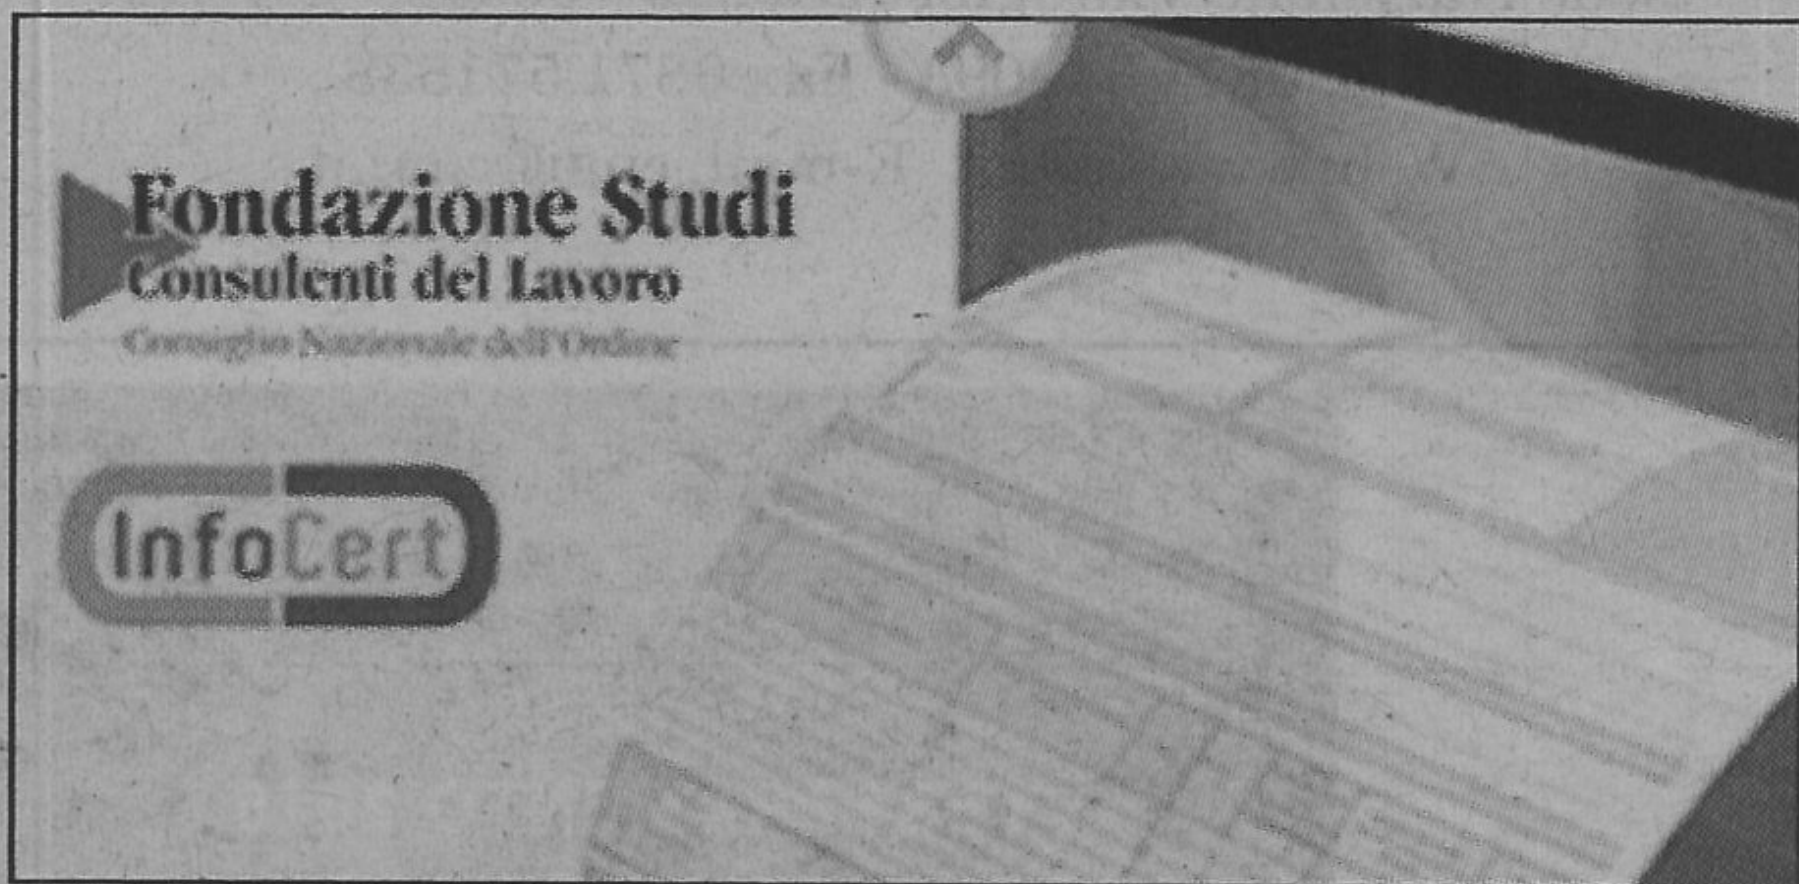 Fondazione Studi
Consulenti del Lavoro
Consiglio Nazionale dell'Ordine
InfoCert